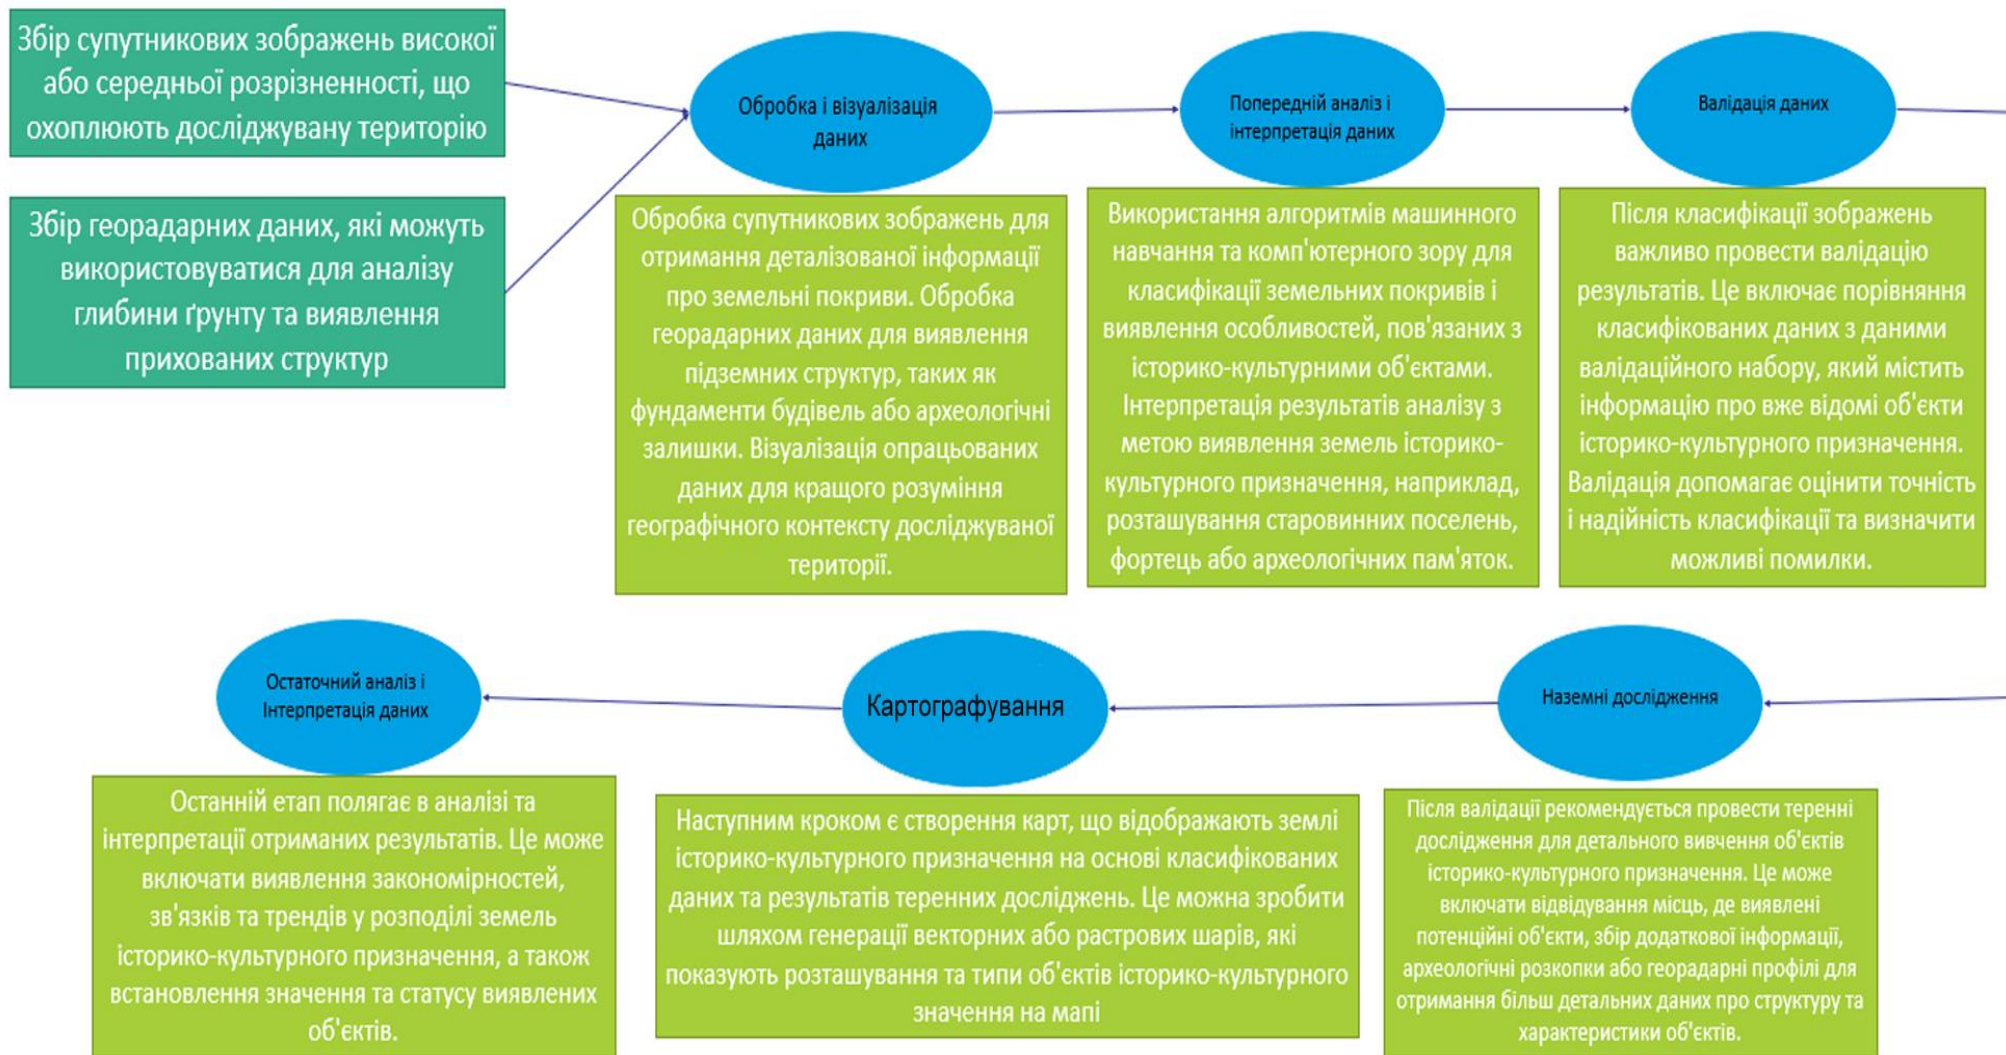 Збір супутникових зображень високої
або середньої розрізненності, що
охоплюють досліджувану територію
Збір георадарних даних, які можуть
використовуватися для аналізу
глибини ґрунту та виявлення
прихованих структур
Обробка і візуалізація
даних
Обробка супутникових зображень для
отримання деталізованої інформації
про земельні покриви. Обробка
георадарних даних для виявлення
підземних структур, таких як
фундаменти будівель або археологічні
залишки. Візуалізація опрацьованих
даних для кращого розуміння
географічного контексту досліджуваної
території.
Попередній аналіз і
інтерпретація даних
Використання алгоритмів машинного
навчання та комп'ютерного зору для
класифікації земельних покривів і
виявлення особливостей, пов'язаних з
історико-культурними об'єктами.
Інтерпретація результатів аналізу з
метою виявлення земель історико-
культурного призначення, наприклад,
розташування старовинних поселень,
фортець або археологічних пам'яток.
Валідація даних
Після класифікації зображень
важливо провести валідацію
результатів. Це включає порівняння
класифікованих даних з даними
валідаційного набору, який містить
інформацію про вже відомі об'єкти
історико-культурного призначення.
Валідація допомагає оцінити точність
і надійність класифікації та визначити
можливі помилки.
Остаточний аналіз і
Інтерпретація даних
Останній етап полягає в аналізі та
інтерпретації отриманих результатів. Це може
включати виявлення закономірностей,
зв'язків та трендів у розподілі земель
історико-культурного призначення, а також
встановлення значення та статусу виявлених
об'єктів.
Картографування
Наступним кроком є створення карт, що відображають землі
історико-культурного призначення на основі класифікованих
даних та результатів теренних досліджень. Це можна зробити
шляхом генерації векторних або растрових шарів, які
показують розташування та типи об'єктів історико-культурного
значення на мапі
Наземні дослідження
Після валідації рекомендується провести теренні
дослідження для детального вивчення об'єктів
історико-культурного призначення. Це може
включати відвідування місць, де виявлені
потенційні об'єкти, збір додаткової інформації,
археологічні розкопки або георадарні профілі для
отримання більш детальних даних про структуру та
характеристики об'єктів.